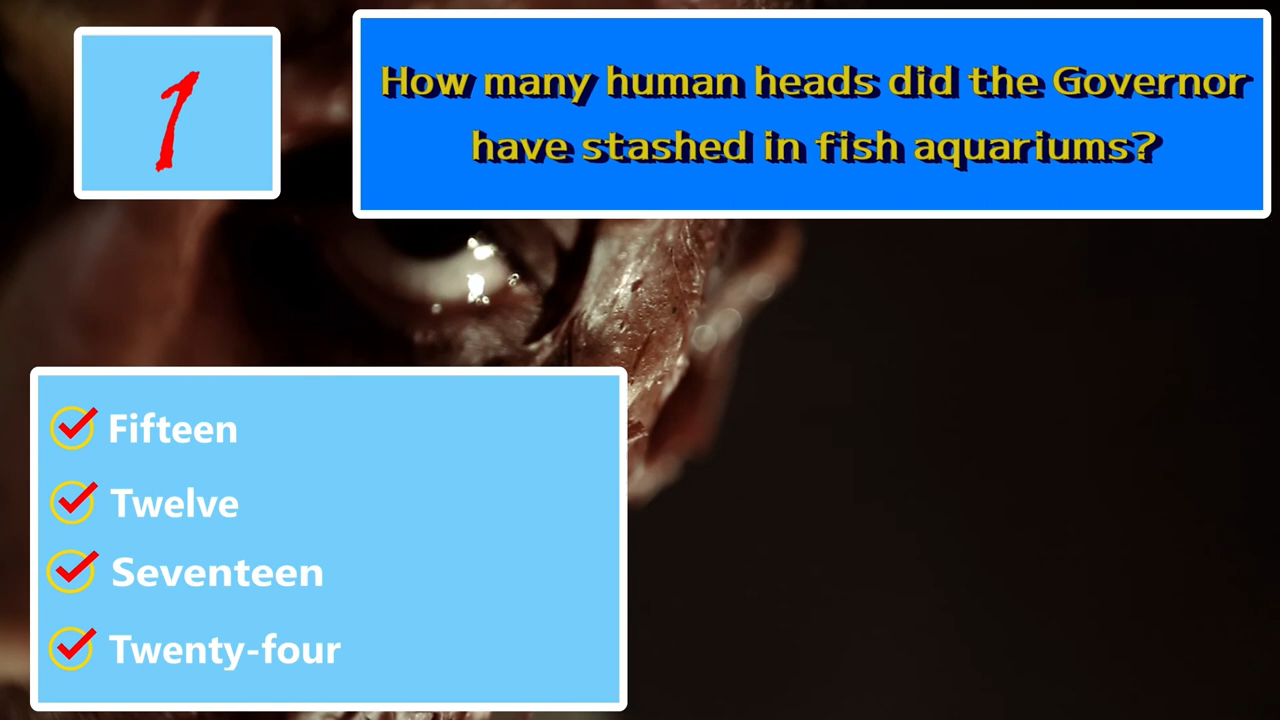 1
How many human heads did the Governor
have stashed in fish aquariums?
Fifteen
Twelve
Seventeen
Twenty-four